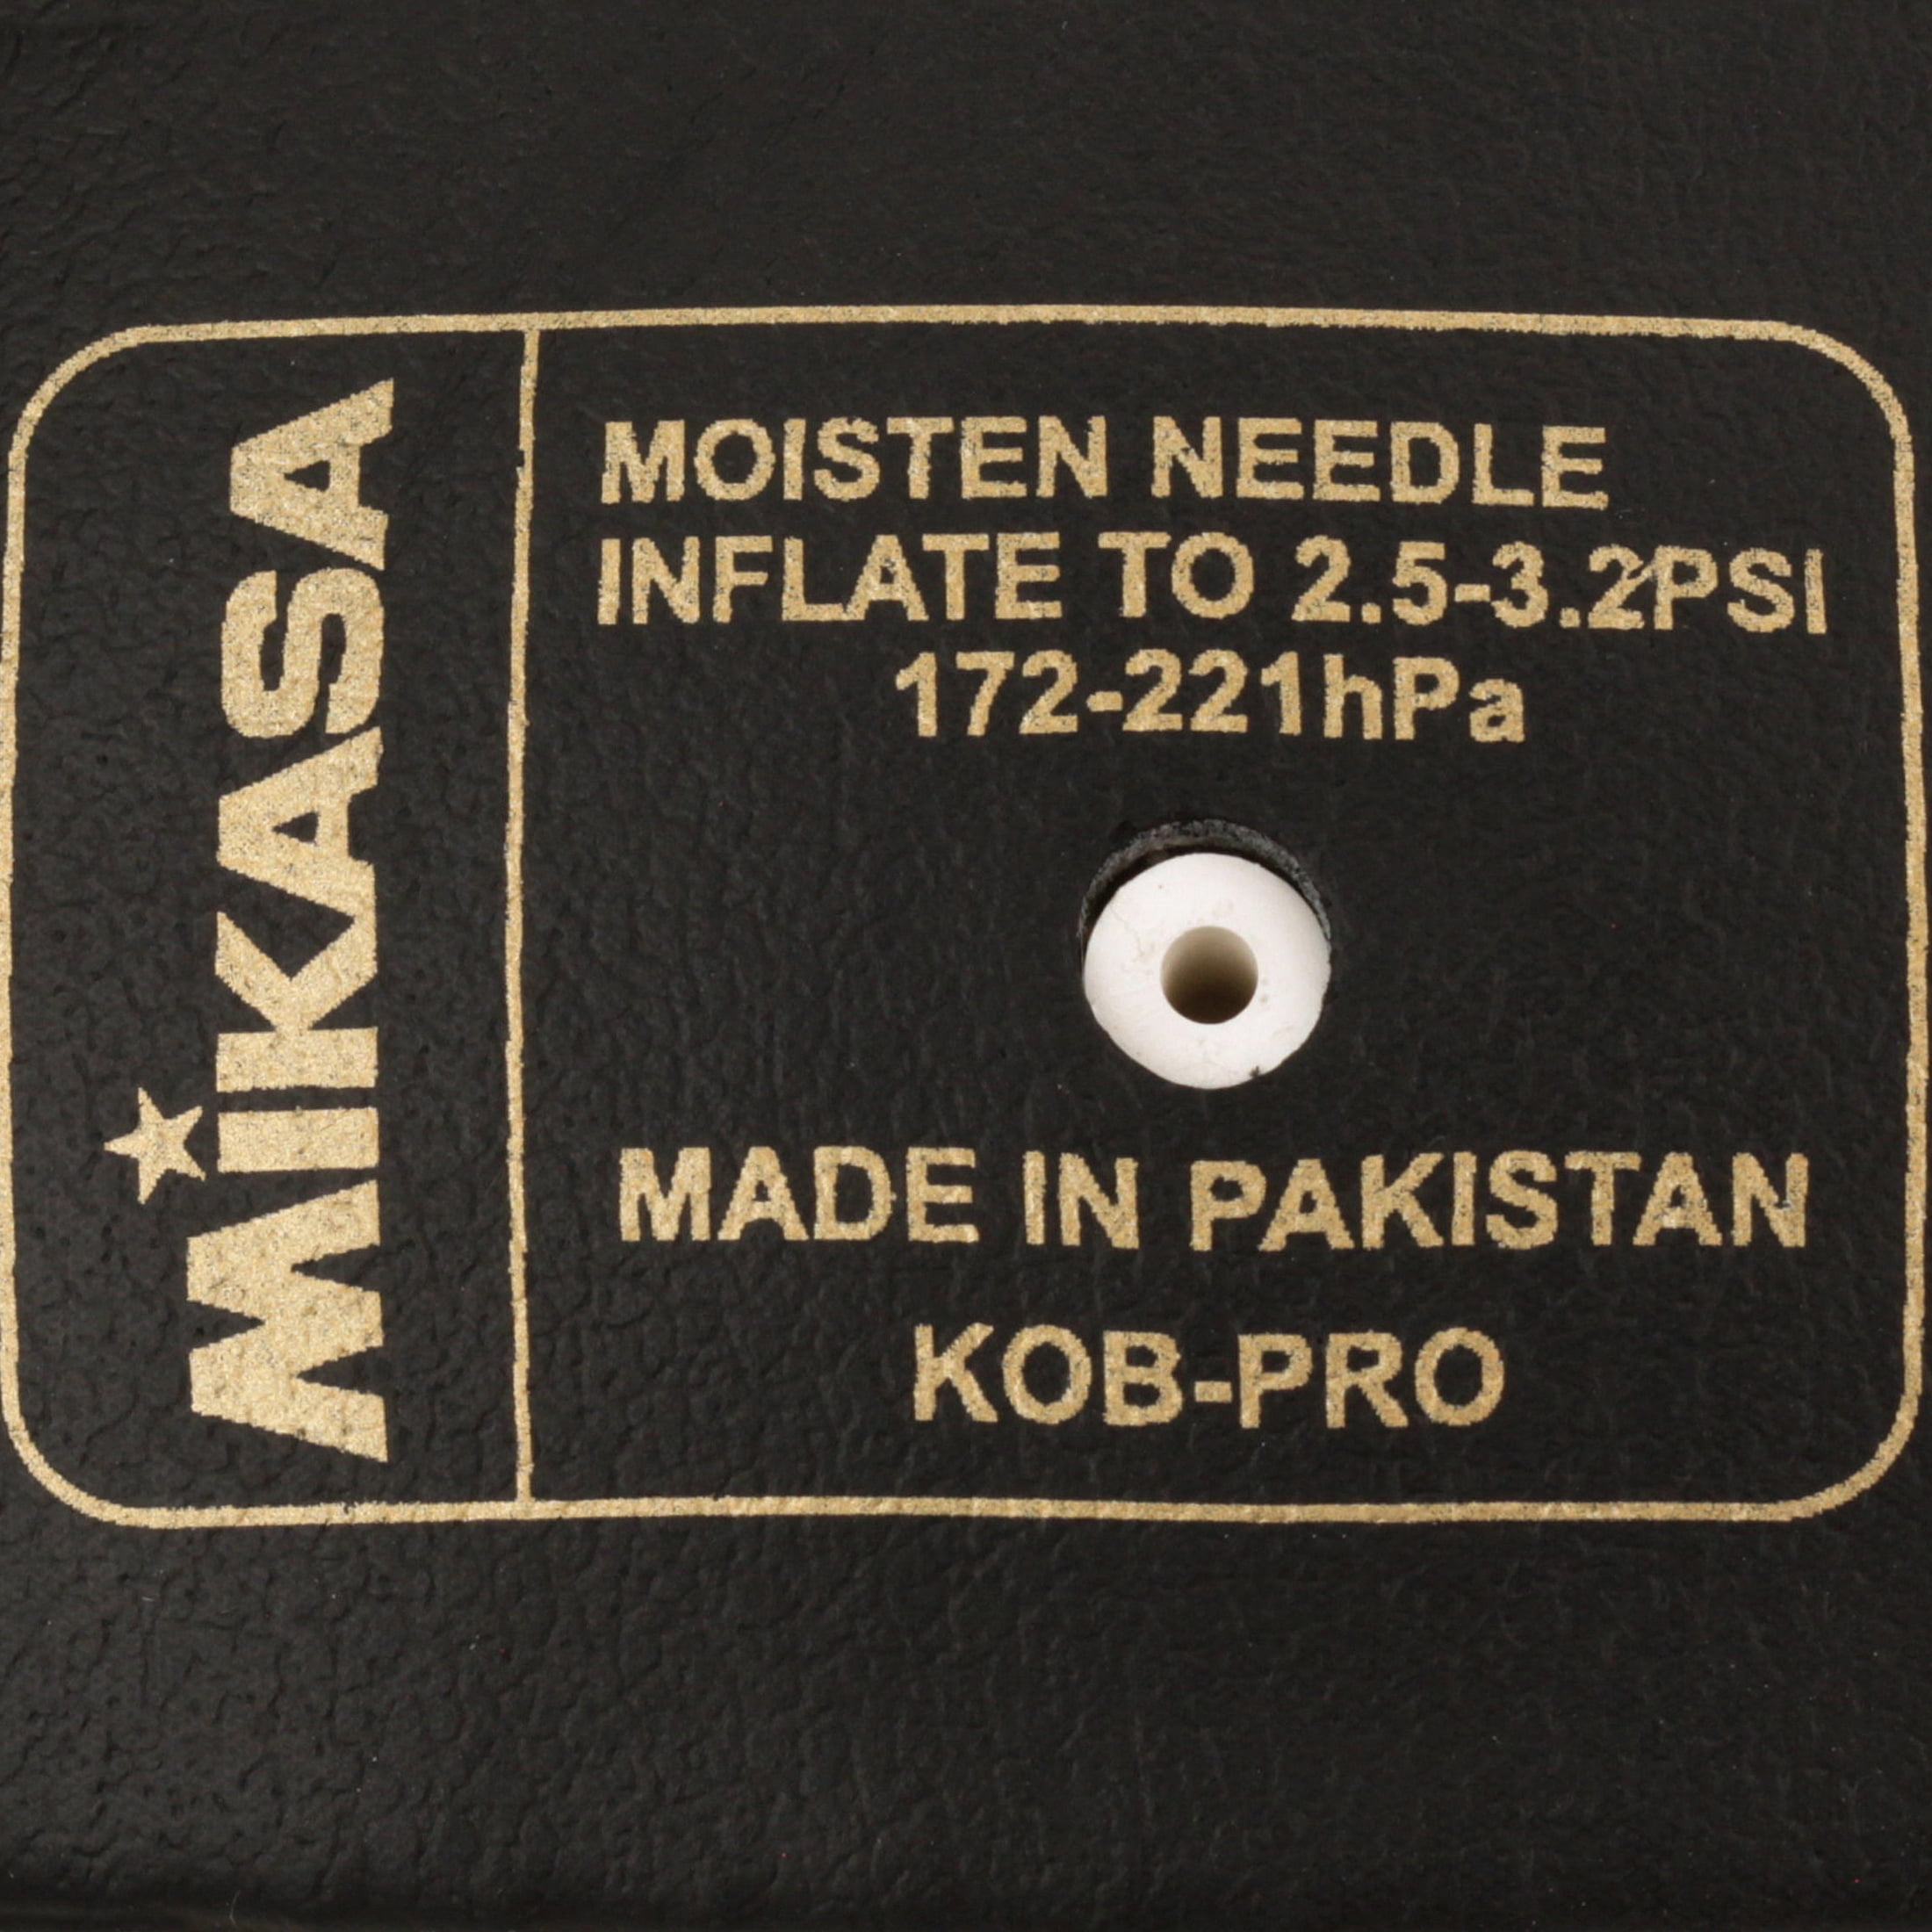 MIKASA
MOISTEN NEEDLE
INFLATE TO 2.5-3.2PSI
172-221hPa
MADE IN PAKISTAN
KOB-PRO